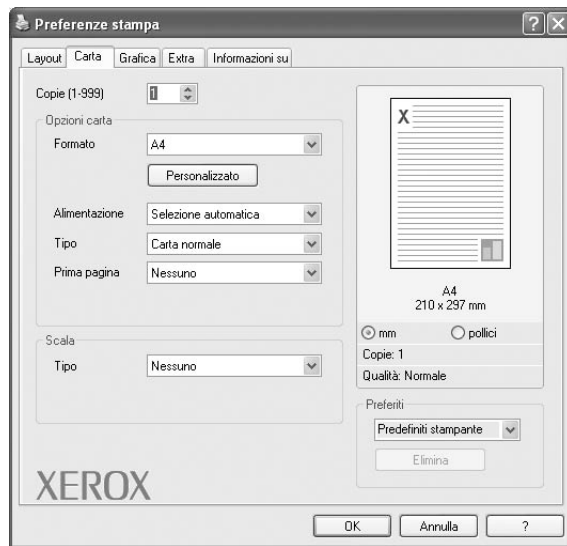 Preferenze stampa
Layout Carta Grafica Extra Informazioni su
Copie (1-999) 1
Opzioni carta
Formato A4
Personalizzato
Alimentazione Selezione automatica
Tipo Carta normale
Prima pagina Nessuno
Scala
Tipo Nessuno
XEROX
X
A4
210 x 297 mm
mm pollici
Copie: 1
Qualità: Normale
Preferiti
Predefiniti stampante
Elimina
OK Annulla ?